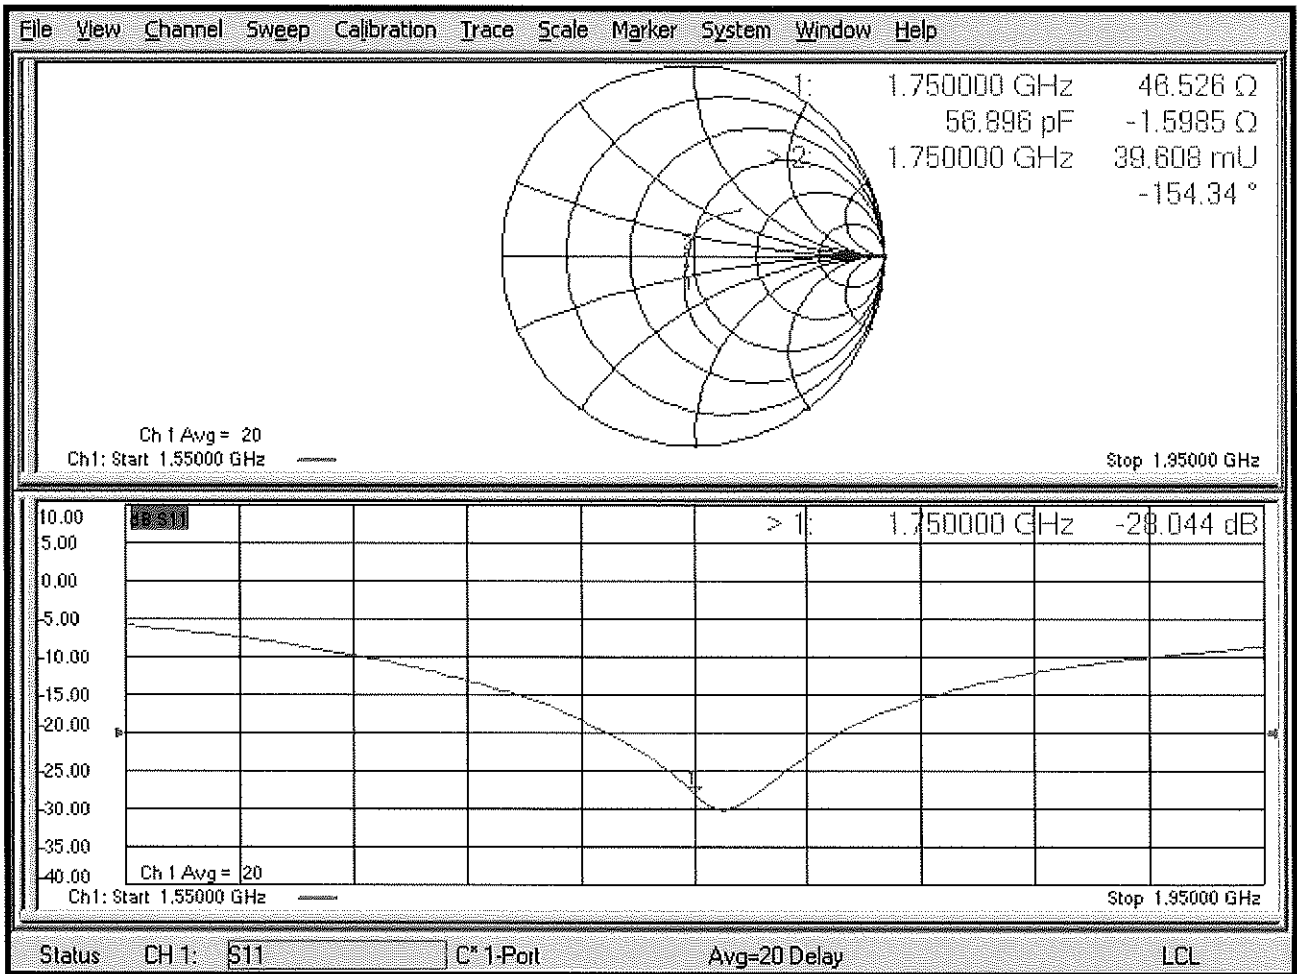 File View Channel Sweep Calibration Trace Scale Marker System Window Help
1: 1.750000 GHz 46.526 Ω
56.896 pF -1.5985 Ω
> 2: 1.750000 GHz 39.608 mU
-154.34 °
Ch 1 Avg = 20
Ch1: Start 1.55000 GHz
Stop 1.95000 GHz
10.00
dB S11
> 1: 1.750000 GHz -28.044 dB
5.00
0.00
-5.00
-10.00
-15.00
-20.00
-25.00
1
-30.00
-35.00
-40.00
Ch 1 Avg = 20
Ch1: Start 1.55000 GHz
Stop 1.95000 GHz
Status CH 1: S11 C* 1-Port Avg=20 Delay LCL